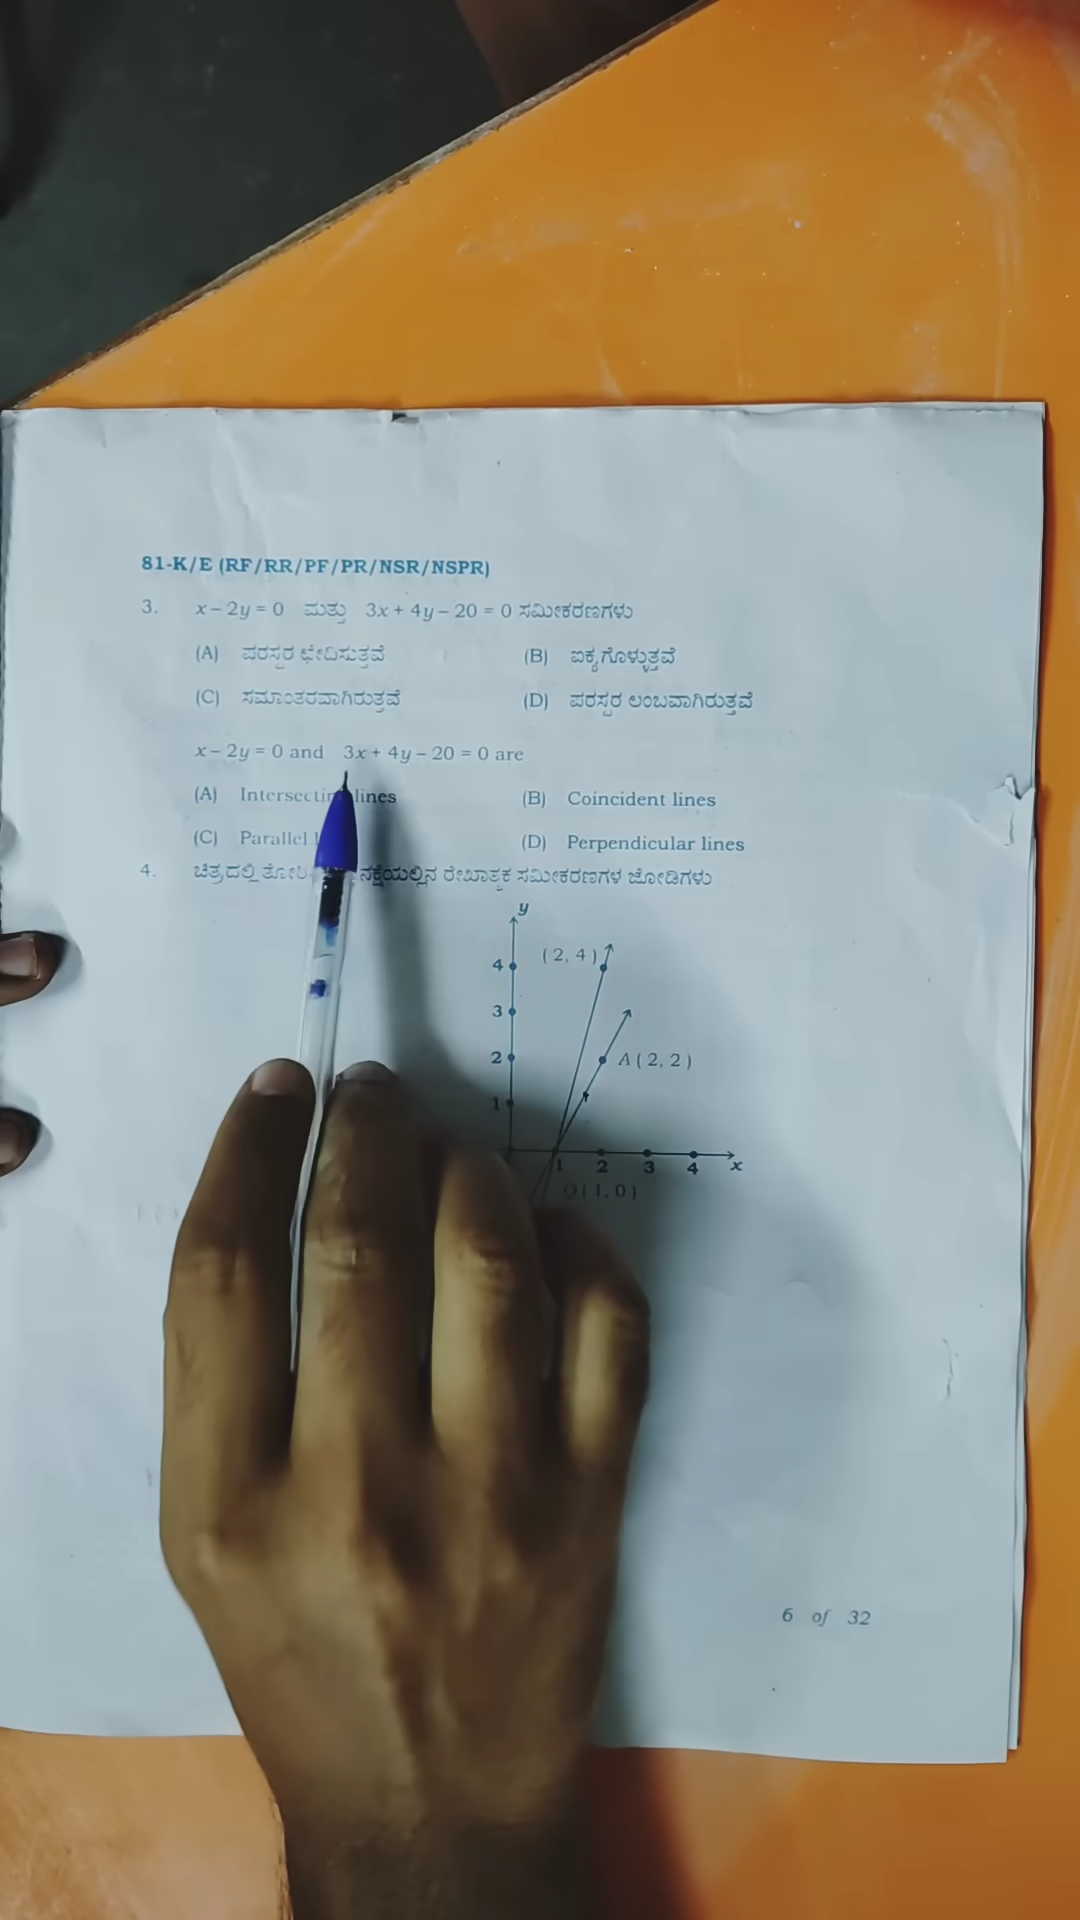 81-K/E (RF/RR/PF/PR/NSR/NSPR)
3. x – 2y = 0 ಮತ್ತು 3x + 4y – 20 = 0 ಸಮೀಕರಣಗಳು
(A) ಪರಸ್ಪರ ಛೇದಿಸುತ್ತವೆ (B) ಐಕ್ಯಗೊಳ್ಳುತ್ತವೆ
(C) ಸಮಾಂತರವಾಗಿರುತ್ತವೆ (D) ಪರಸ್ಪರ ಲಂಬವಾಗಿರುತ್ತವೆ
x – 2y = 0 and 3x + 4y – 20 = 0 are
(A) Intersecting lines (B) Coincident lines
(C) Parallel (D) Perpendicular lines
4. ಚಿತ್ರದಲ್ಲಿ ನಕ್ಷೆಯಲ್ಲಿನ ರೇಖಾತ್ಮಕ ಸಮೀಕರಣಗಳ ಜೋಡಿಗಳು
y
4 ( 2, 4 )
3
2 A ( 2, 2 )
1
1 2 3 4 x
( 1, 0 )
6 of 32